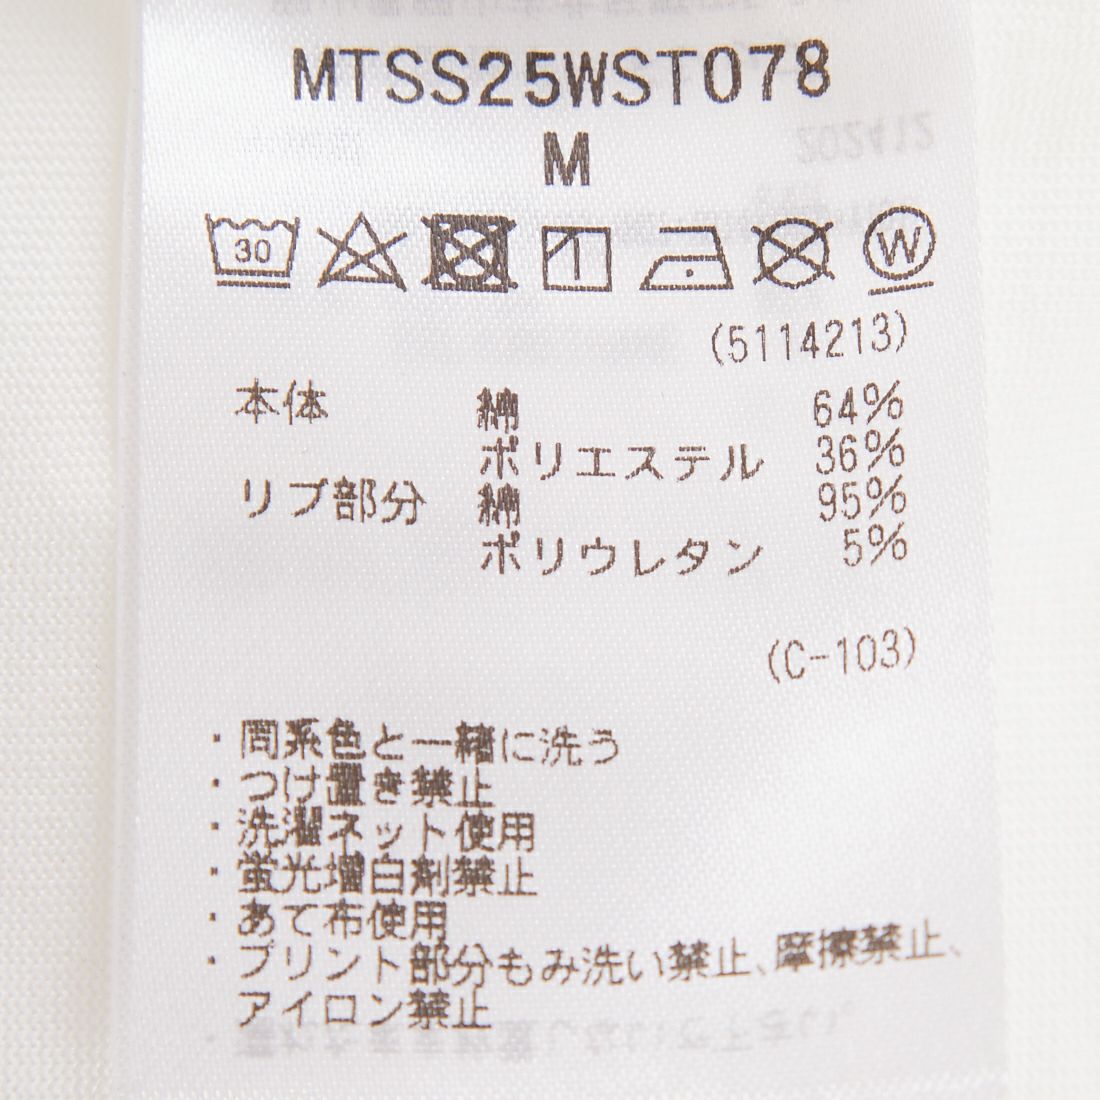 MTSS25WST078
M
30
W
(5114213)
本体 綿 64%
ポリエステル 36%
リブ部分 綿 95%
ポリウレタン 5%
(C-103)
・同系色と一緒に洗う
・つけ置き禁止
・洗濯ネット使用
・蛍光増白剤禁止
・あて布使用
・プリント部分もみ洗い禁止、摩擦禁止、
アイロン禁止